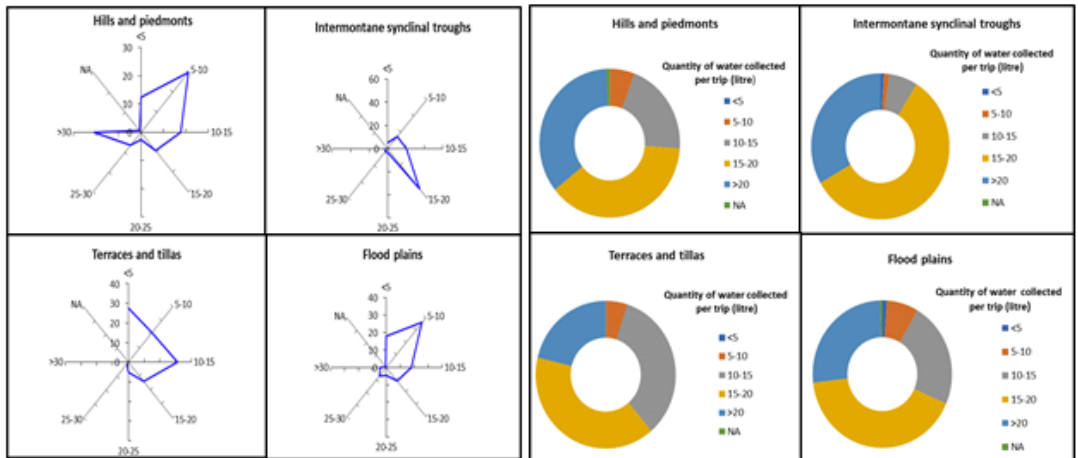 Hills and piedmonts
<5
30
20
10
0
5-10
10-15
15-20
20-25
25-30
>30
NA
Intermontane synclinal troughs
<5
60
40
20
0
5-10
10-15
15-20
20-25
25-30
>30
NA
Terraces and tillas
<5
40
30
20
10
0
5-10
10-15
15-20
20-25
25-30
>30
NA
Flood plains
<5
40
30
20
10
0
5-10
10-15
15-20
20-25
25-30
>30
NA
Hills and piedmonts
Quantity of water collected
per trip (litre)
<5
5-10
10-15
15-20
>20
NA
Intermontane synclinal troughs
Quantity of water collected
per trip (litre)
<5
5-10
10-15
15-20
>20
NA
Terraces and tillas
Quantity of water collected
per trip (litre)
<5
5-10
10-15
15-20
>20
NA
Flood plains
Quantity of water collected
per trip (litre)
<5
5-10
10-15
15-20
>20
NA